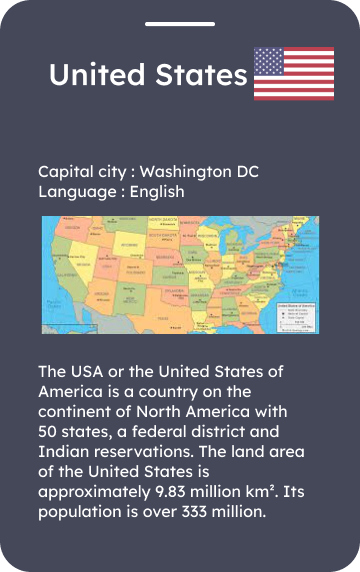 United States
Capital city : Washington DC
Language : English
The USA or the United States of
America is a country on the
continent of North America with
50 states, a federal district and
Indian reservations. The land area
of the United States is
approximately 9.83 million km². Its
population is over 333 million.